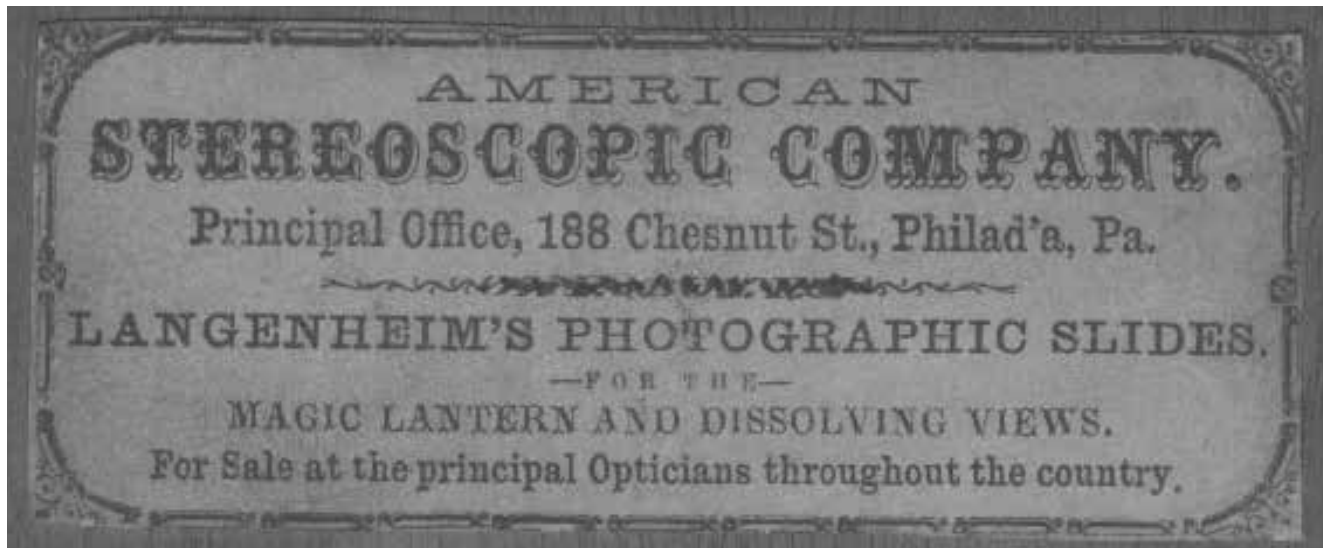 AMERICAN
STEREOSCOPIC COMPANY.
Principal Office, 188 Chesnut St., Philad'a, Pa.
LANGENHEIM'S PHOTOGRAPHIC SLIDES.
—FOR THE—
MAGIC LANTERN AND DISSOLVING VIEWS.
For Sale at the principal Opticians throughout the country.